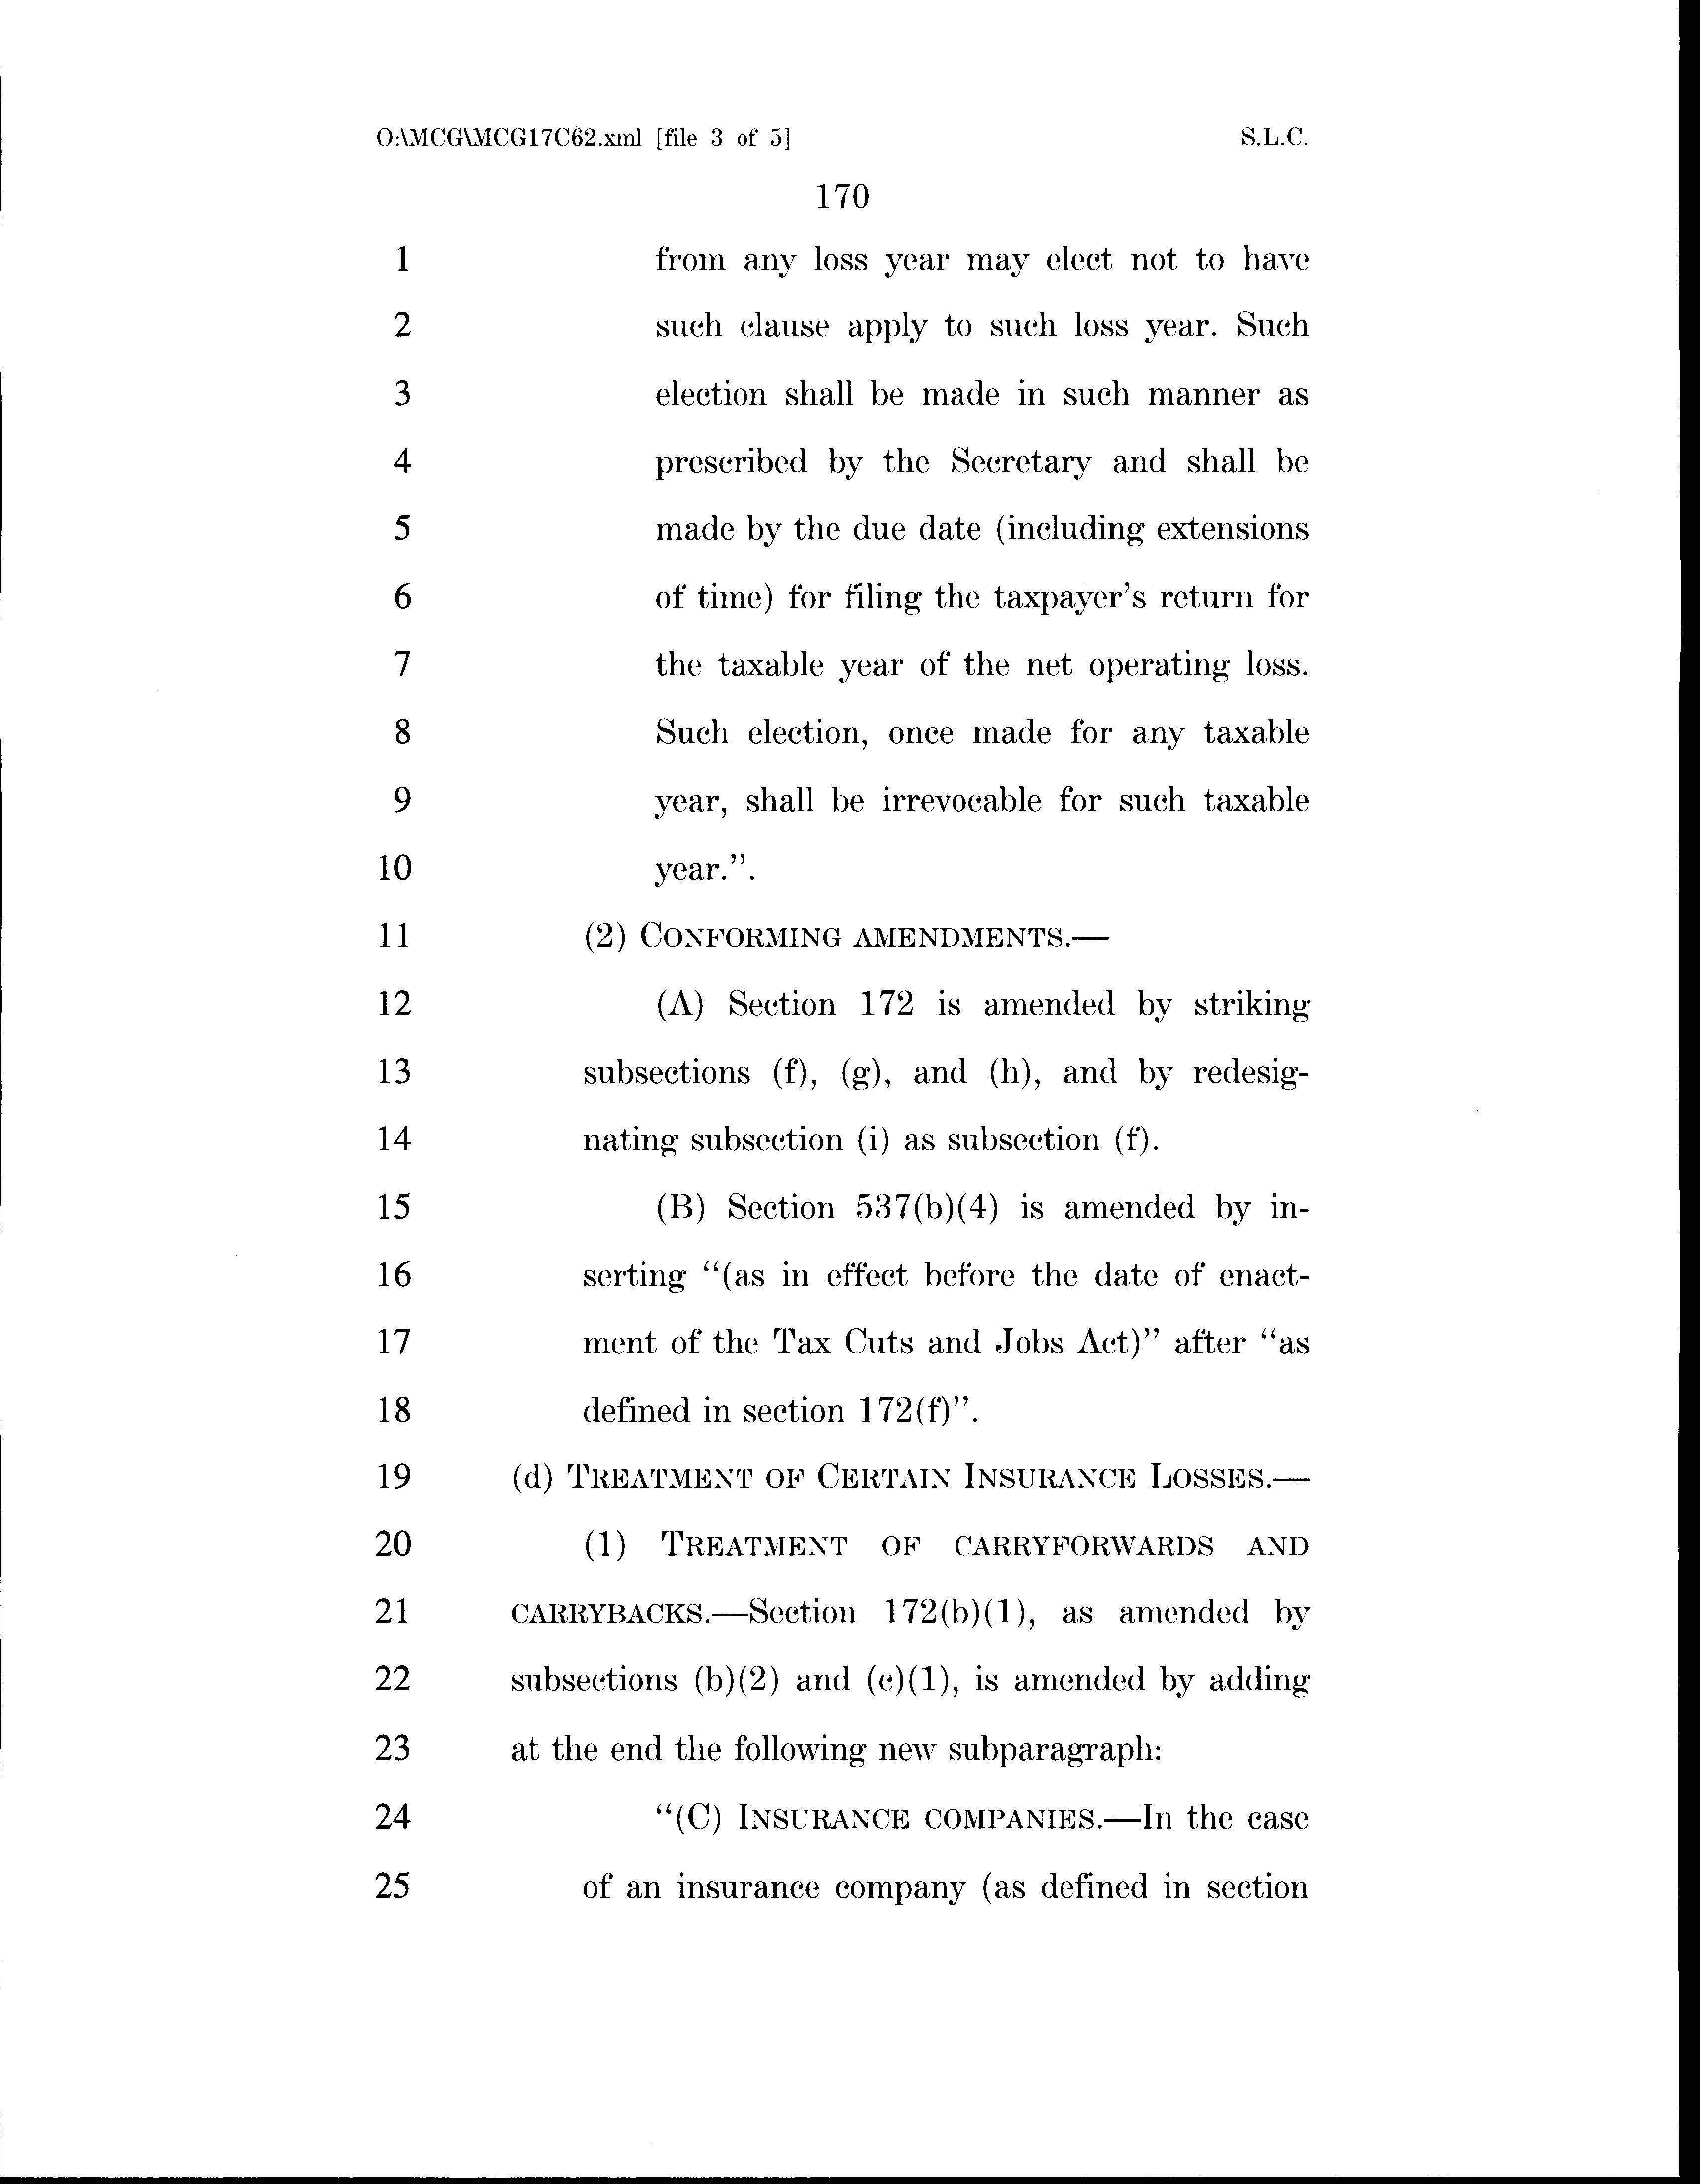 O:\MCG\MCG17C62.xml [file 3 of 5] S.L.C.
170
1 from any loss year may elect not to have
2 such clause apply to such loss year. Such
3 election shall be made in such manner as
4 prescribed by the Secretary and shall be
5 made by the due date (including extensions
6 of time) for filing the taxpayer's return for
7 the taxable year of the net operating loss.
8 Such election, once made for any taxable
9 year, shall be irrevocable for such taxable
10 year.”.
11 (2) CONFORMING AMENDMENTS.—
12 (A) Section 172 is amended by striking
13 subsections (f), (g), and (h), and by redesig-
14 nating subsection (i) as subsection (f).
15 (B) Section 537(b)(4) is amended by in-
16 serting “(as in effect before the date of enact-
17 ment of the Tax Cuts and Jobs Act)” after “as
18 defined in section 172(f)”.
19 (d) TREATMENT OF CERTAIN INSURANCE LOSSES.—
20 (1) TREATMENT OF CARRYFORWARDS AND
21 CARRYBACKS.—Section 172(b)(1), as amended by
22 subsections (b)(2) and (c)(1), is amended by adding
23 at the end the following new subparagraph:
24 “(C) INSURANCE COMPANIES.—In the case
25 of an insurance company (as defined in section